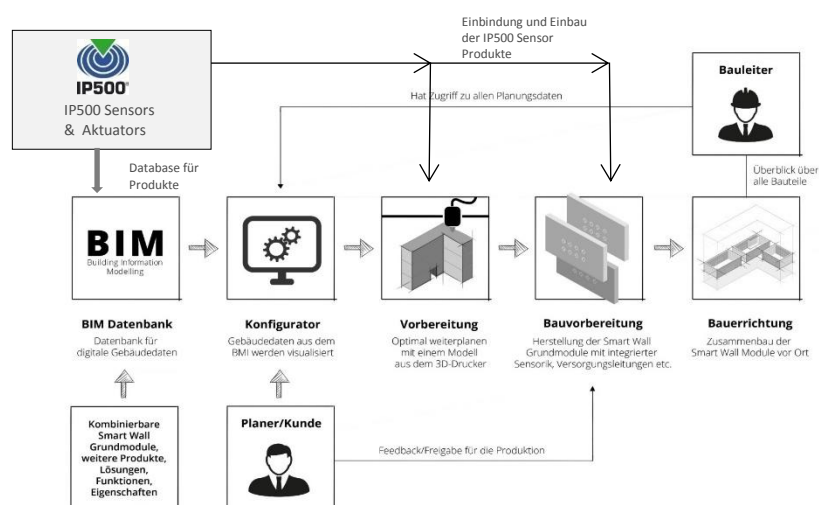 Einbindung und Einbau
der IP500 Sensor
Produkte
IP500®
IP500 Sensors
& Aktuators
Bauleiter
Hat Zugriff zu allen Planungsdaten
Database für
Produkte
Überblick über
alle Bauteile
BIM
Building Information
Modelling
BIM Datenbank
Datenbank für
digitale Gebäudedaten
Konfigurator
Gebäudedaten aus dem
BMI werden visualisiert
Vorbereitung
Optimal weiterplanen
mit einem Modell
aus dem 3D-Drucker
Bauvorbereitung
Herstellung der Smart Wall
Grundmodule mit integrierter
Sensorik, Versorgungsleitungen etc.
Bauerrichtung
Zusammenbau der
Smart Wall Module vor Ort
Kombinierbare
Smart Wall
Grundmodule,
weitere Produkte,
Lösungen,
Funktionen,
Eigenschaften
Planer/Kunde
Feedback/Freigabe für die Produktion